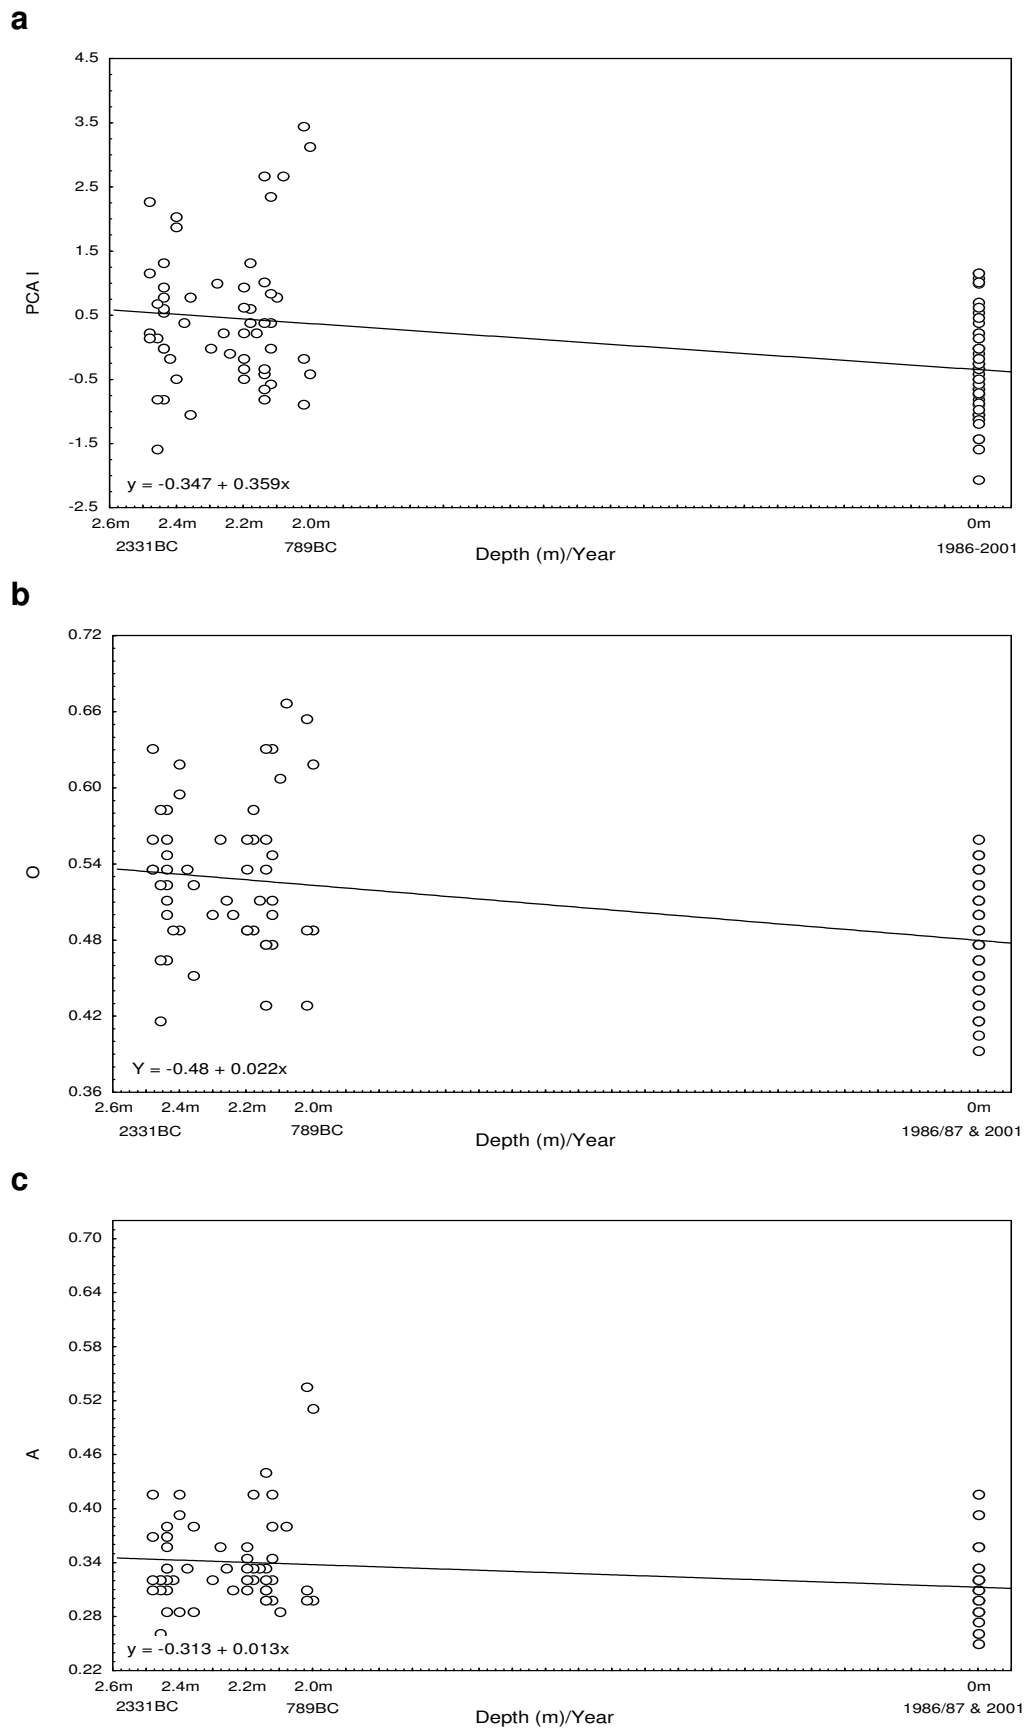 a
4.5
3.5
2.5
1.5
PCA I
0.5
-0.5
-1.5
y = -0.347 + 0.359x
-2.5
2.6m 2.4m 2.2m 2.0m 0m
2331BC 789BC Depth (m)/Year 1986-2001
b
0.72
0.66
0.60
0.54
O
0.48
0.42
Y = -0.48 + 0.022x
0.36
2.6m 2.4m 2.2m 2.0m 0m
2331BC 789BC Depth (m)/Year 1986/87 & 2001
c
0.70
0.64
0.58
0.52
A
0.46
0.40
0.34
0.28
y = -0.313 + 0.013x
0.22
2.6m 2.4m 2.2m 2.0m 0m
2331BC 789BC Depth (m)/Year 1986/87 & 2001